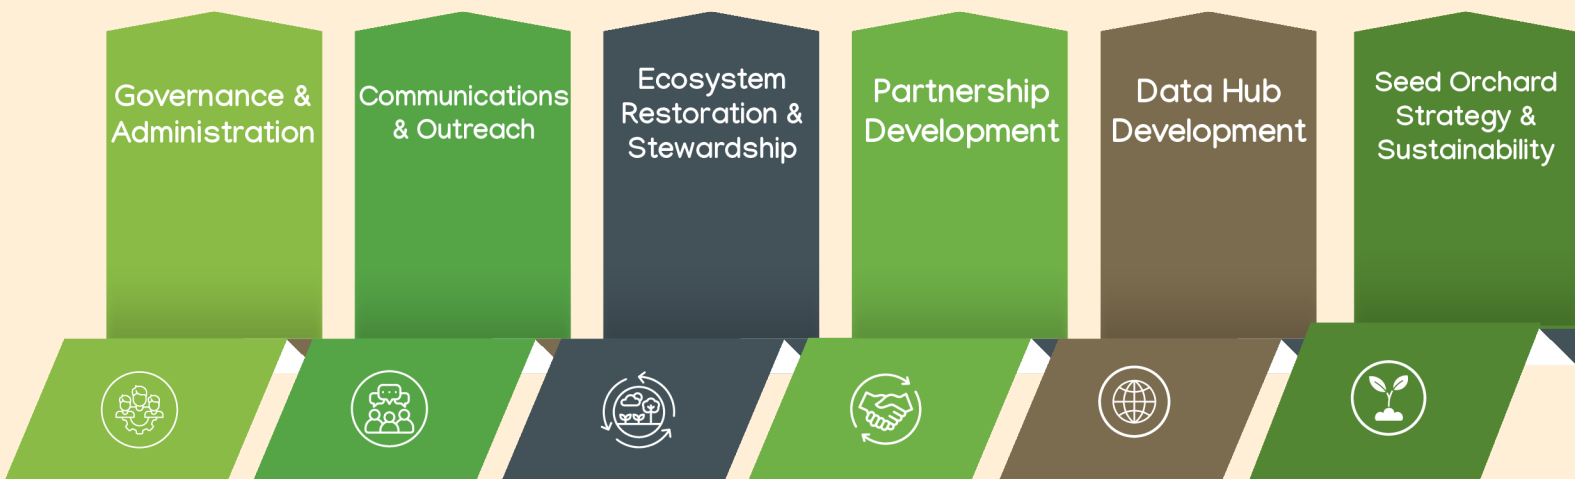 Governance &
Administration
Communications
& Outreach
Ecosystem
Restoration &
Stewardship
Partnership
Development
Data Hub
Development
Seed Orchard
Strategy &
Sustainability